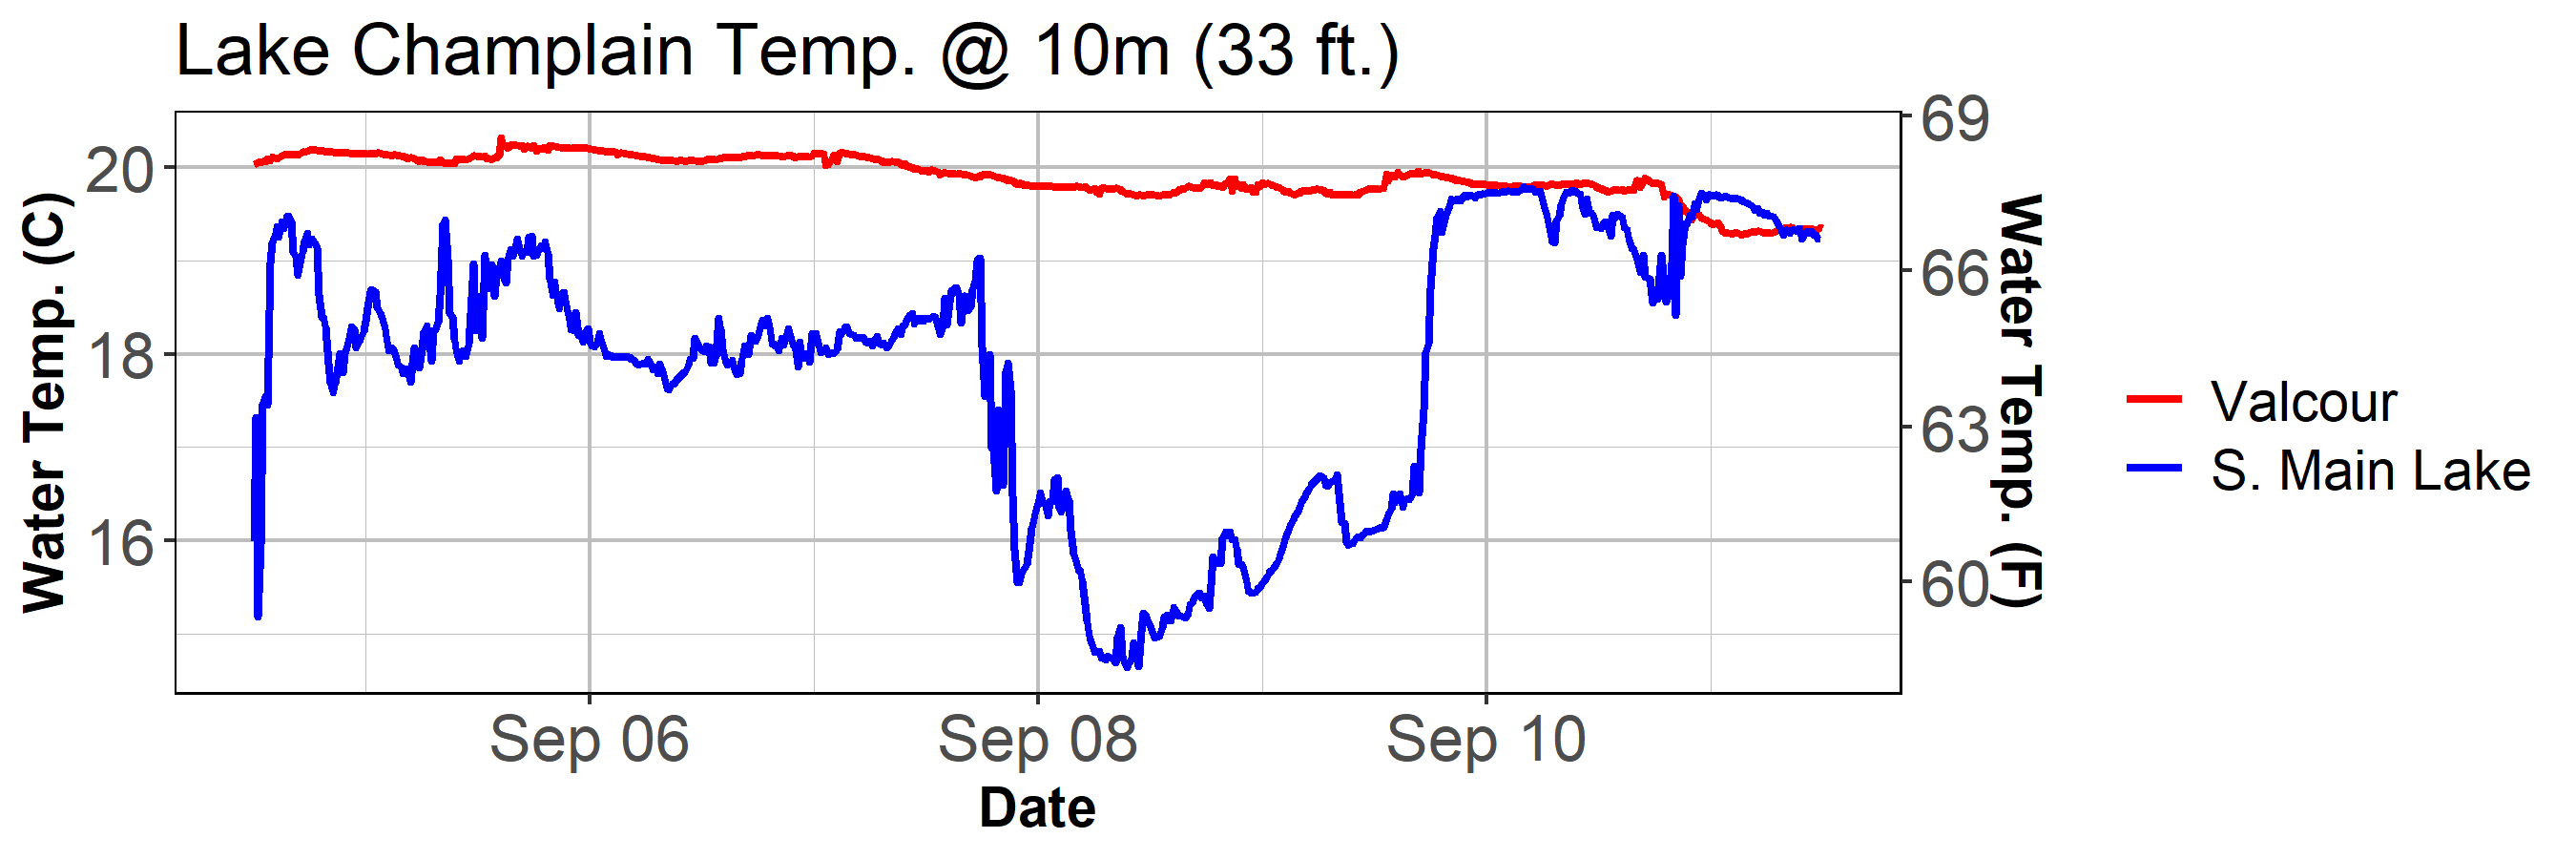 Lake Champlain Temp. @ 10m (33 ft.)
Water Temp. (C)
20
18
16
69
66
63
60
Water Temp. (F)
Sep 06
Sep 08
Sep 10
Date
Valcour
S. Main Lake